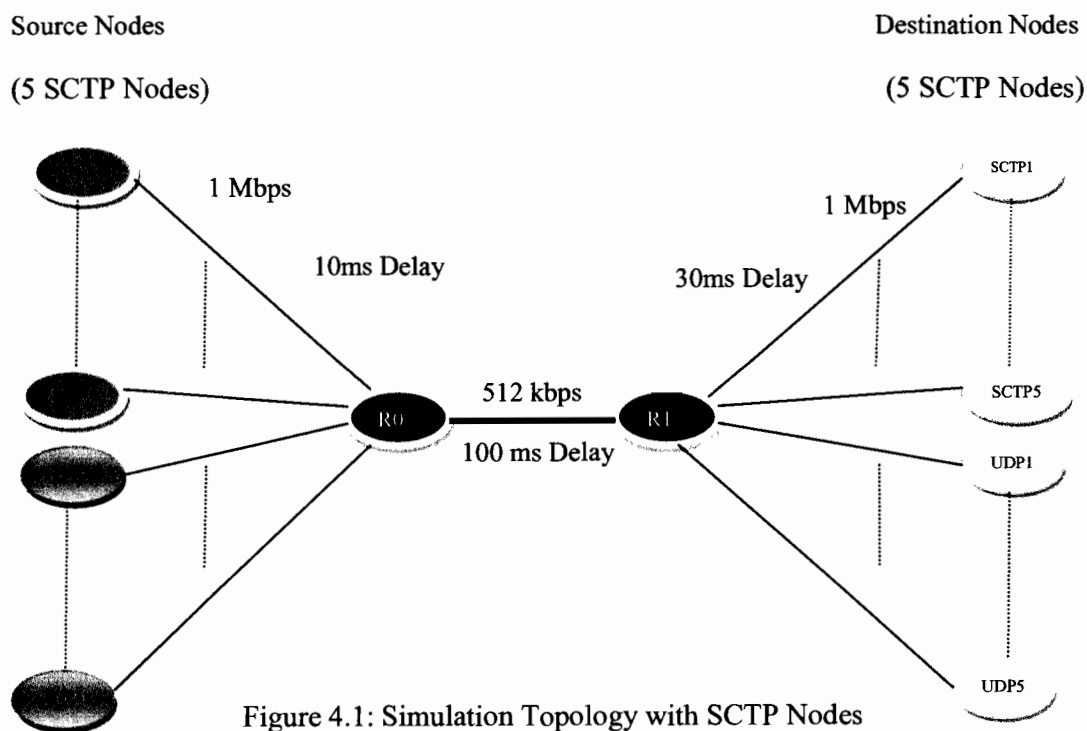 Source Nodes
Destination Nodes
(5 SCTP Nodes)
(5 SCTP Nodes)
SCTP1
1 Mbps
1 Mbps
10ms Delay
30ms Delay
512 kbps
SCTP5
R0
R1
100 ms Delay
UDP1
UDP5
Figure 4.1: Simulation Topology with SCTP Nodes